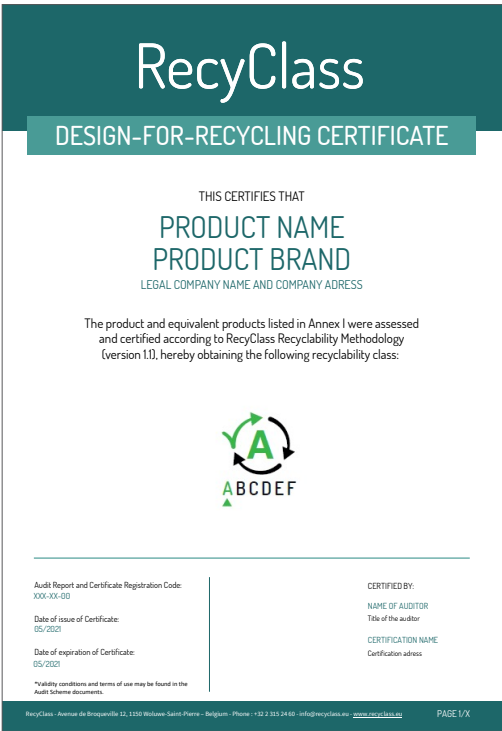 RecyClass
DESIGN-FOR-RECYCLING CERTIFICATE
THIS CERTIFIES THAT
PRODUCT NAME
PRODUCT BRAND
LEGAL COMPANY NAME AND COMPANY ADRESS
The product and equivalent products listed in Annex I were assessed
and certified according to RecyClass Recyclability Methodology
(version 1.1), hereby obtaining the following recyclability class:
A
ABCDEF
Audit Report and Certificate Registration Code:
XXX-XX-00
Date of issue of Certificate:
05/2021
Date of expiration of Certificate:
05/2021
*Validity conditions and terms of use may be found in the
Audit Scheme documents.
CERTIFIED BY:
NAME OF AUDITOR
Title of the auditor
CERTIFICATION NAME
Certification adress
RecyClass - Avenue de Broqueville 12, 1150 Woluwe-Saint-Pierre – Belgium - Phone : +32 2 315 24 60 - info@recyclass.eu - www.recyclass.eu
PAGE 1/X